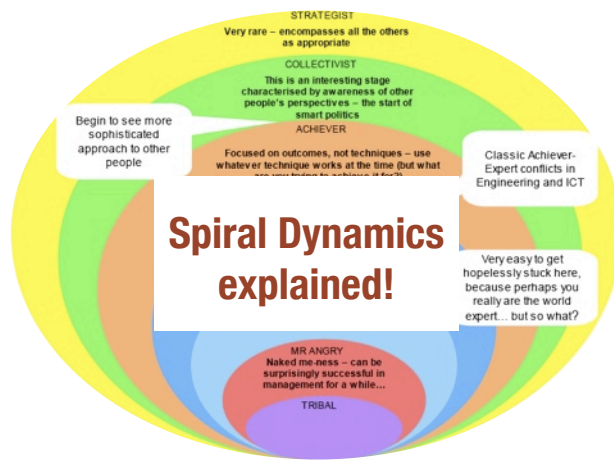 STRATEGIST
Very rare – encompasses all the others
as appropriate
COLLECTIVIST
This is an interesting stage
characterised by awareness of other
people's perspectives – the start of
smart politics
Begin to see more
sophisticated
approach to other
people
ACHIEVER
Focused on outcomes, not techniques – use
whatever technique works at the time (but what
are you trying to achieve it for?)
Classic Achiever-
Expert conflicts in
Engineering and ICT
Spiral Dynamics
explained!
Very easy to get
hopelessly stuck here,
because perhaps you
really are the world
expert… but so what?
MR ANGRY
Naked me-ness – can be
surprisingly successful in
management for a while…
TRIBAL